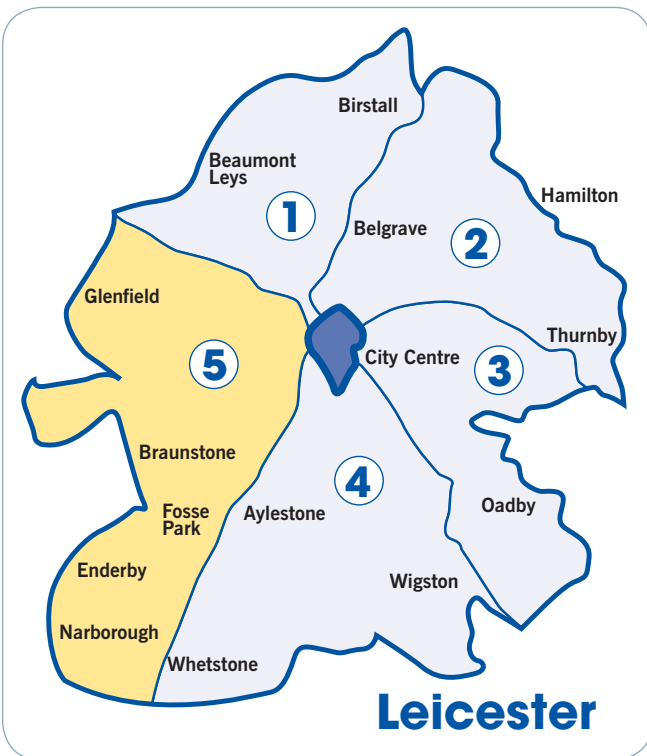 Birstall
Beaumont
Leys
Hamilton
1
Belgrave
2
Glenfield
Thurnby
City Centre
5
3
Braunstone
4
Oadby
Fosse
Park
Aylestone
Enderby
Wigston
Narborough
Whetstone
Leicester